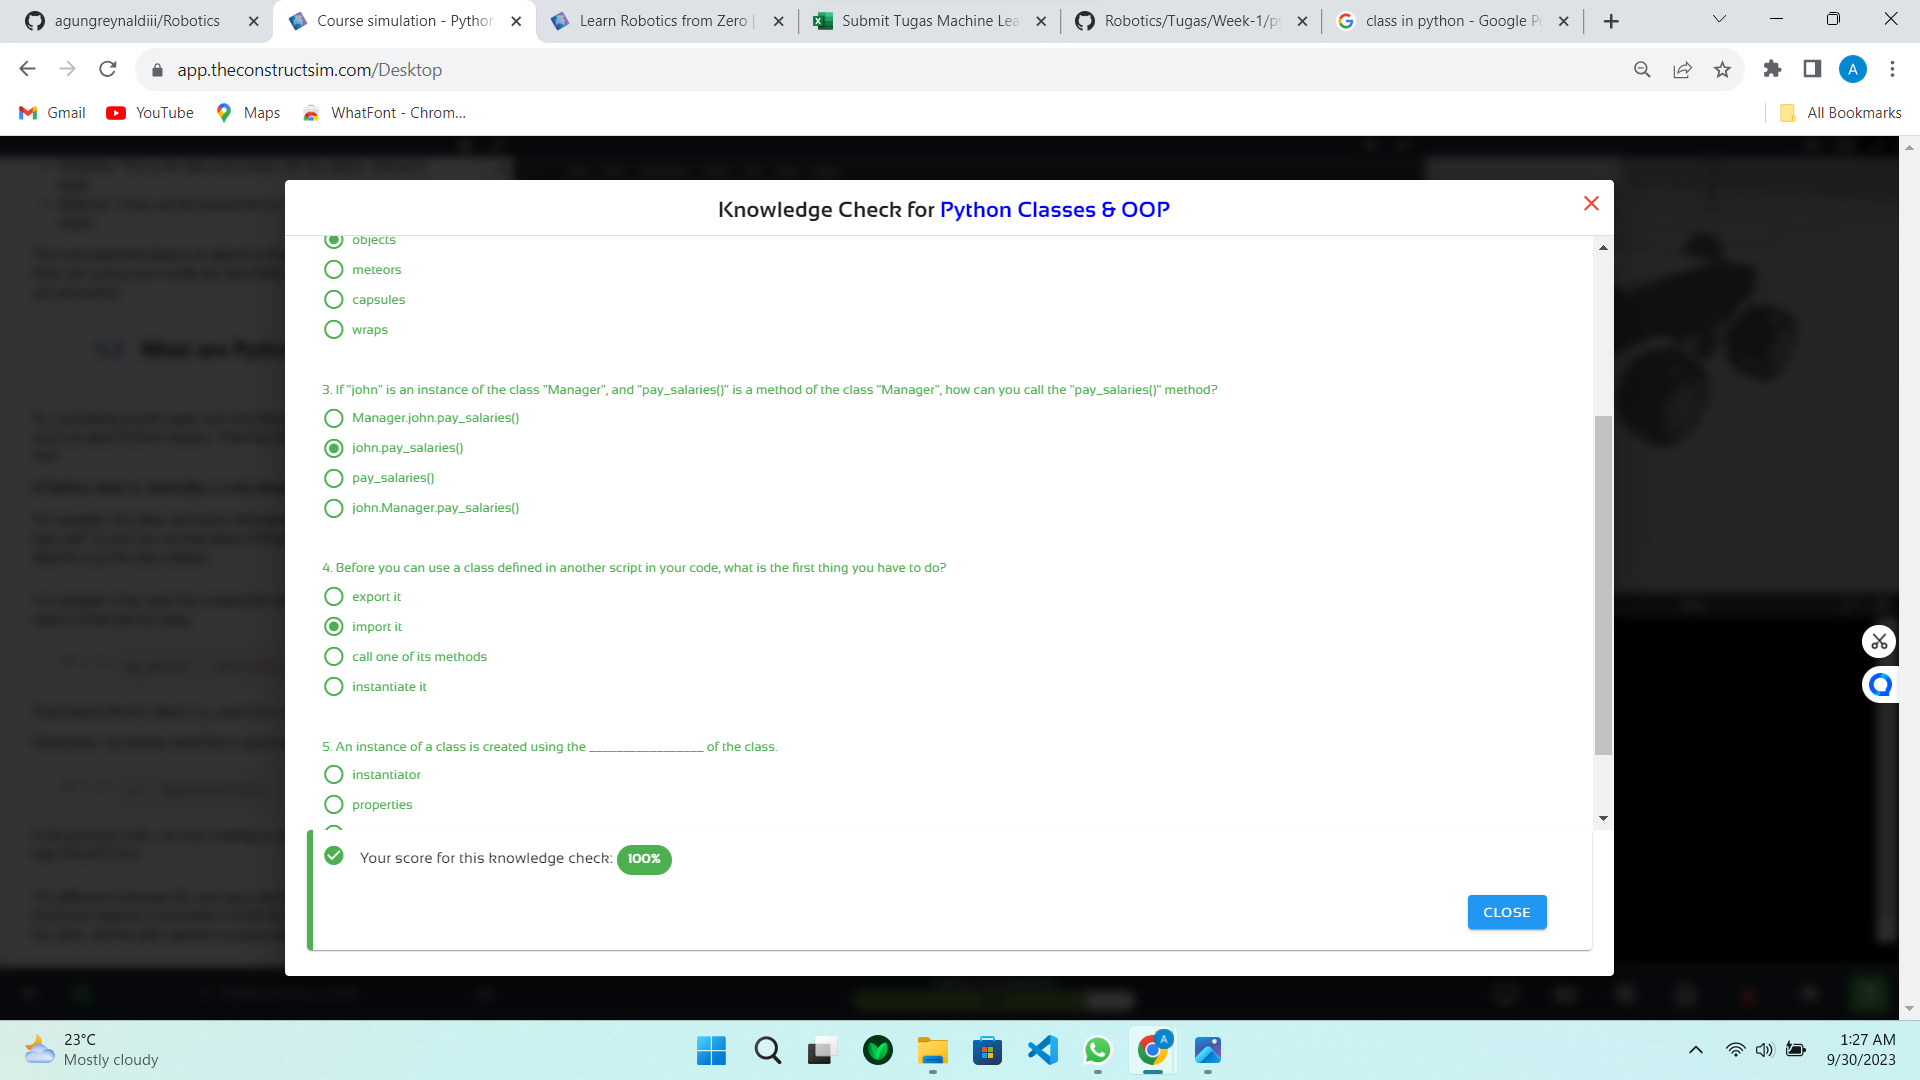 agungreynaldiii/Robotics
Course simulation - Python
Learn Robotics from Zero |
Submit Tugas Machine Lea
Robotics/Tugas/Week-1/py
class in python - Google Pe
app.theconstructsim.com/Desktop
A
Gmail
YouTube
Maps
WhatFont - Chrom...
All Bookmarks
Knowledge Check for Python Classes & OOP
objects
meteors
capsules
wraps
3. If "john" is an instance of the class "Manager", and "pay_salaries()" is a method of the class "Manager", how can you call the "pay_salaries()" method?
Manager.john.pay_salaries()
john.pay_salaries()
pay_salaries()
john.Manager.pay_salaries()
4. Before you can use a class defined in another script in your code, what is the first thing you have to do?
export it
import it
call one of its methods
instantiate it
5. An instance of a class is created using the _________________ of the class.
instantiator
properties
Your score for this knowledge check: 100%
CLOSE
23°C
Mostly cloudy
A
1:27 AM
9/30/2023